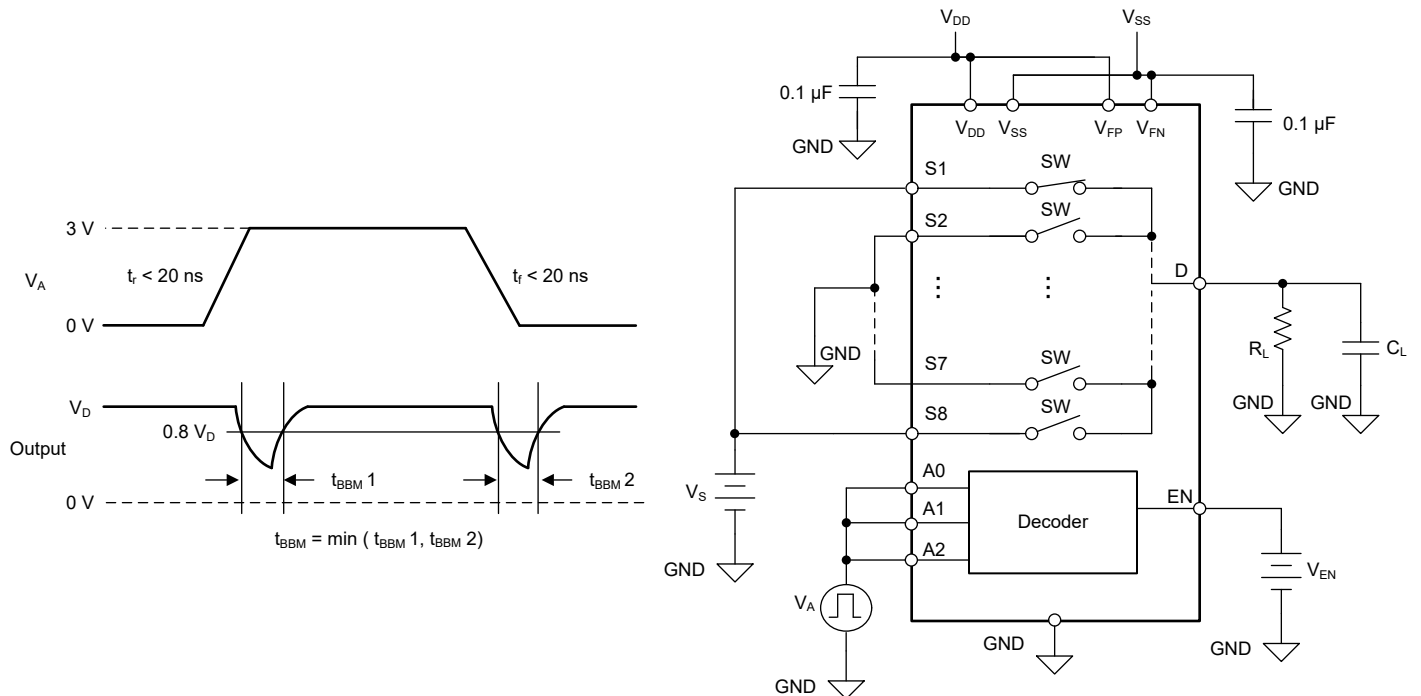 3 V
V_A
t_r < 20 ns
t_f < 20 ns
0 V
V_D
0.8 V_D
Output
t_BBM 1
t_BBM 2
0 V
t_BBM = min ( t_BBM 1, t_BBM 2)
V_DD
V_SS
0.1 µF
0.1 µF
V_DD
V_SS
V_FP
V_FN
GND
GND
S1
SW
S2
SW
D
GND
S7
SW
R_L
C_L
S8
SW
GND
GND
V_S
A0
A1
A2
Decoder
EN
GND
V_EN
V_A
GND
GND
GND